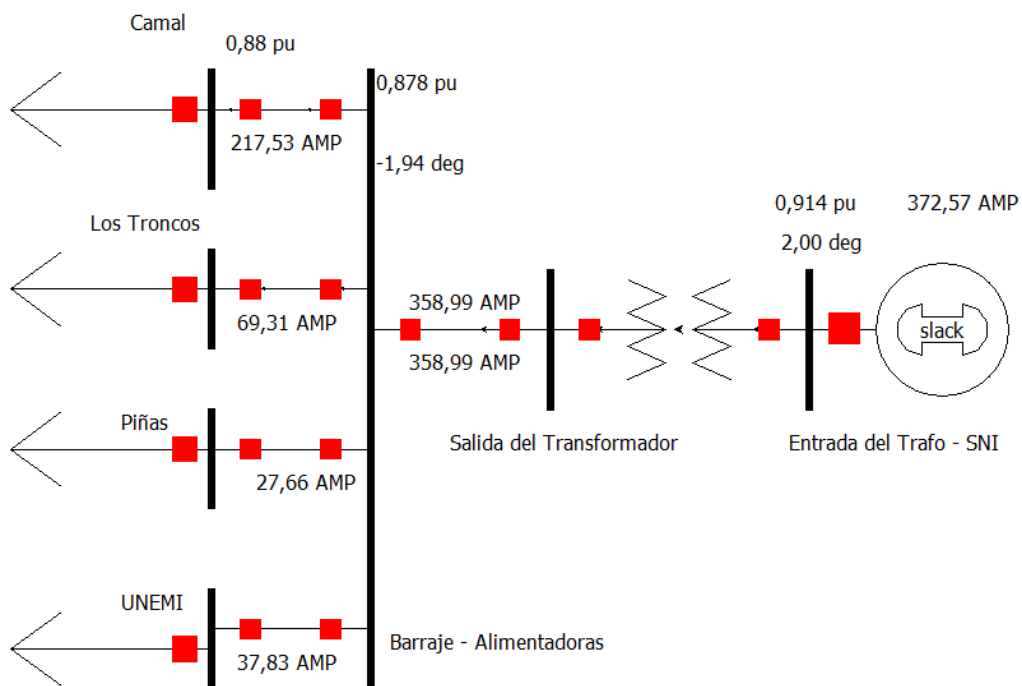 Camal
0,88 pu
0,878 pu
217,53 AMP
-1,94 deg
0,914 pu
372,57 AMP
Los Troncos
2,00 deg
358,99 AMP
69,31 AMP
slack
358,99 AMP
Piñas
Salida del Transformador
Entrada del Trafo - SNI
27,66 AMP
UNEMI
Barraje - Alimentadoras
37,83 AMP